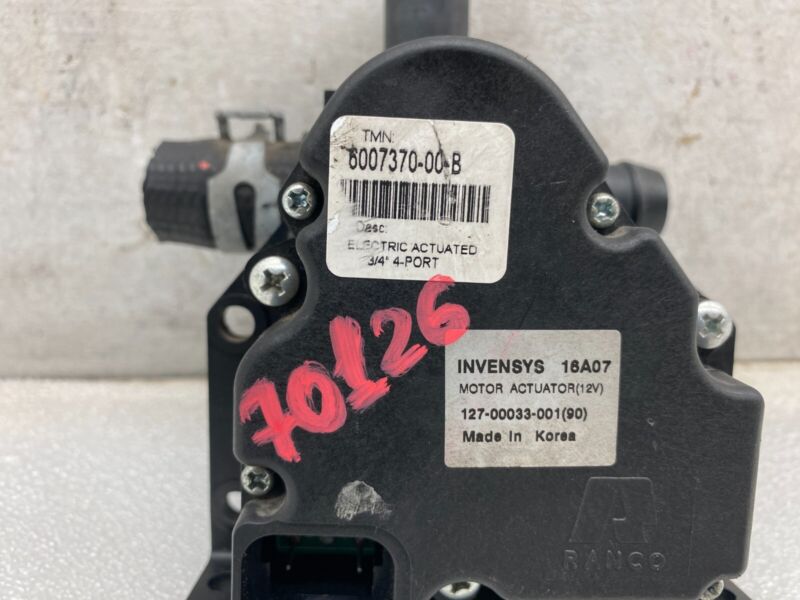 TMN:
6007370-00-B
Desc:
ELECTRIC ACTUATED
3/4" 4-PORT
70126
INVENSYS 16A07
MOTOR ACTUATOR(12V)
127-00033-001(90)
Made In Korea
RANCO